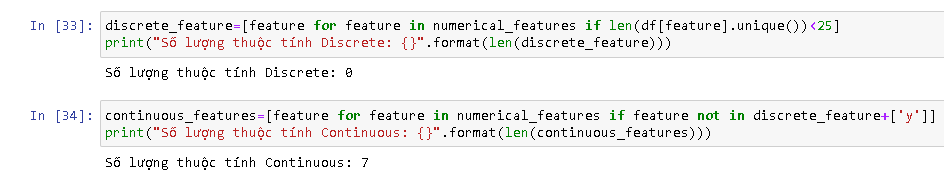 In [33]: discrete_feature=[feature for feature in numerical_features if len(df[feature].unique())<25]
print("Số lượng thuộc tính Discrete: {}".format(len(discrete_feature)))
Số lượng thuộc tính Discrete: 0
In [34]: continuous_features=[feature for feature in numerical_features if feature not in discrete_feature+['y']]
print("Số lượng thuộc tính Continuous: {}".format(len(continuous_features)))
Số lượng thuộc tính Continuous: 7